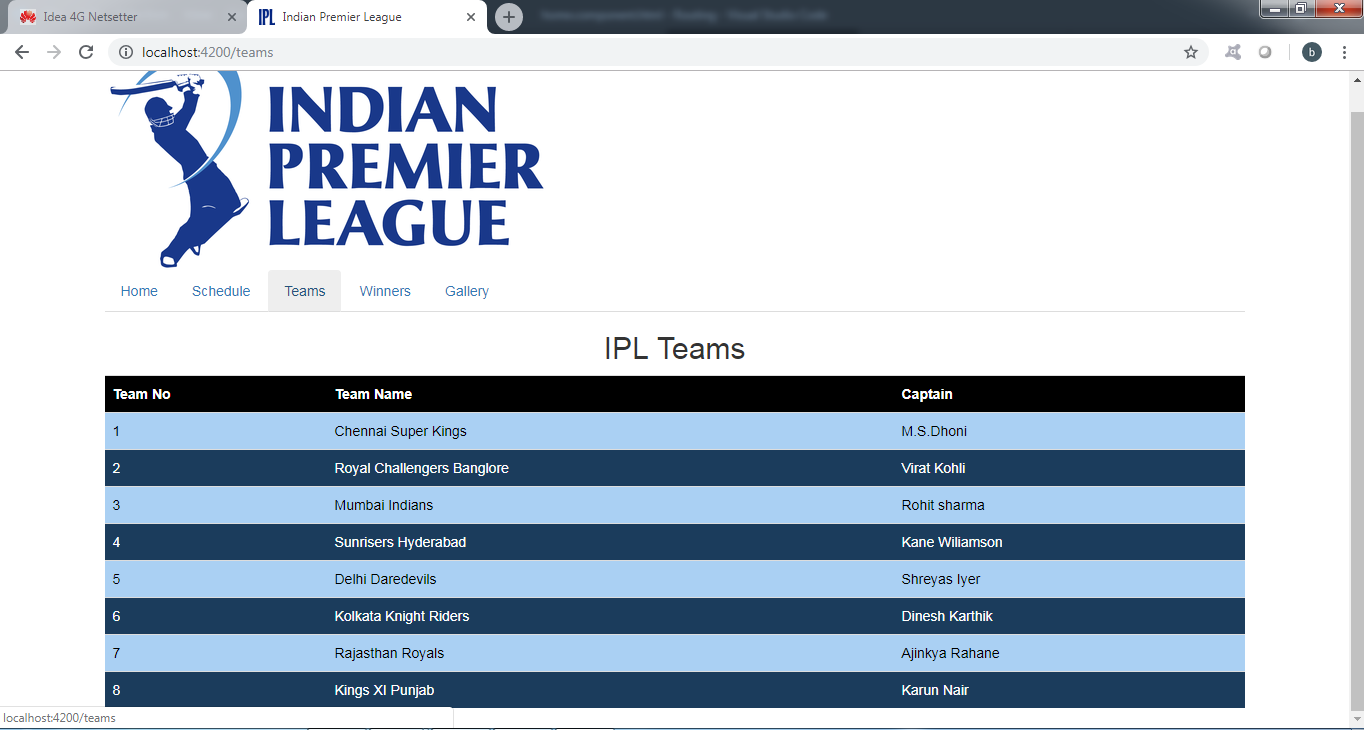 Idea 4G Netsetter
IPL Indian Premier League
localhost:4200/teams
b
INDIAN
PREMIER
LEAGUE
Home Schedule Teams Winners Gallery
IPL Teams
Team No Team Name Captain
1 Chennai Super Kings M.S.Dhoni
2 Royal Challengers Banglore Virat Kohli
3 Mumbai Indians Rohit sharma
4 Sunrisers Hyderabad Kane Wiliamson
5 Delhi Daredevils Shreyas Iyer
6 Kolkata Knight Riders Dinesh Karthik
7 Rajasthan Royals Ajinkya Rahane
8 Kings XI Punjab Karun Nair
localhost:4200/teams